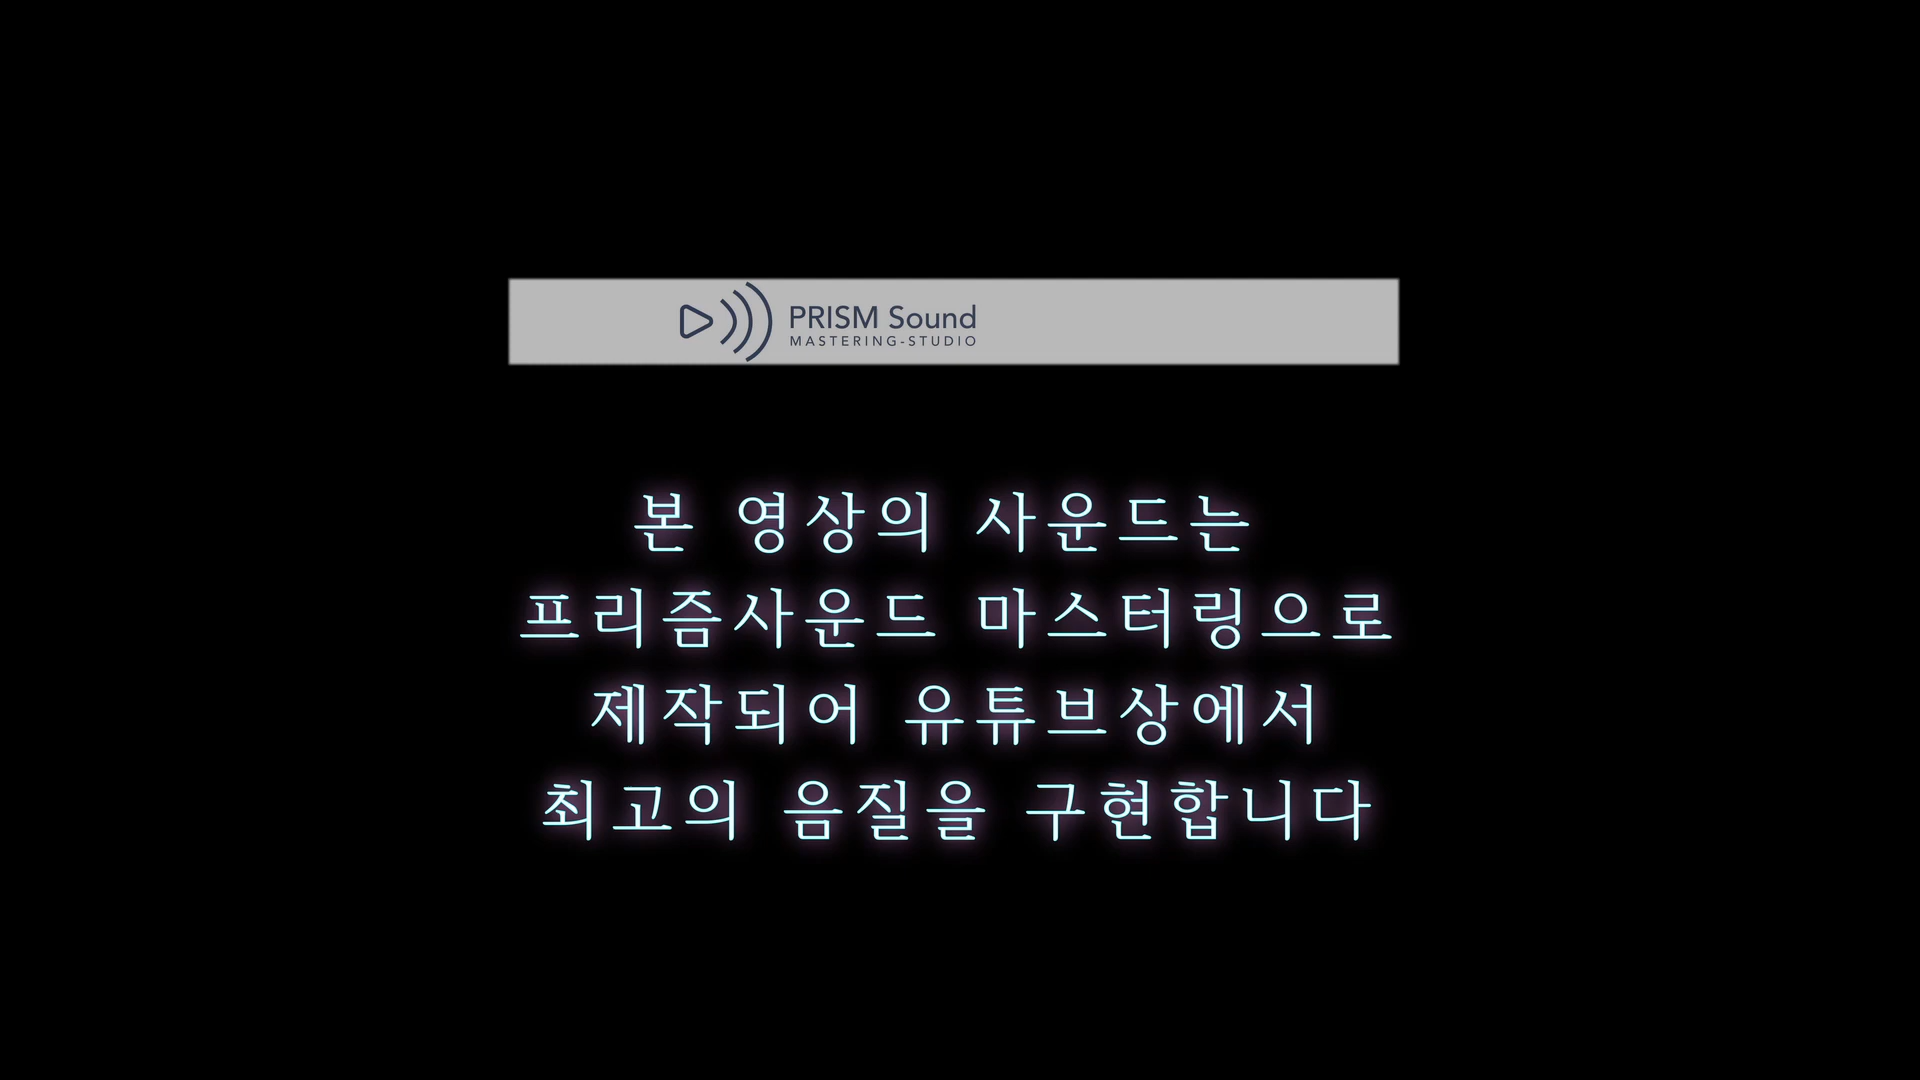 PRISM Sound
MASTERING-STUDIO
본 영상의 사운드는
프리즘사운드 마스터링으로
제작되어 유튜브상에서
최고의 음질을 구현합니다